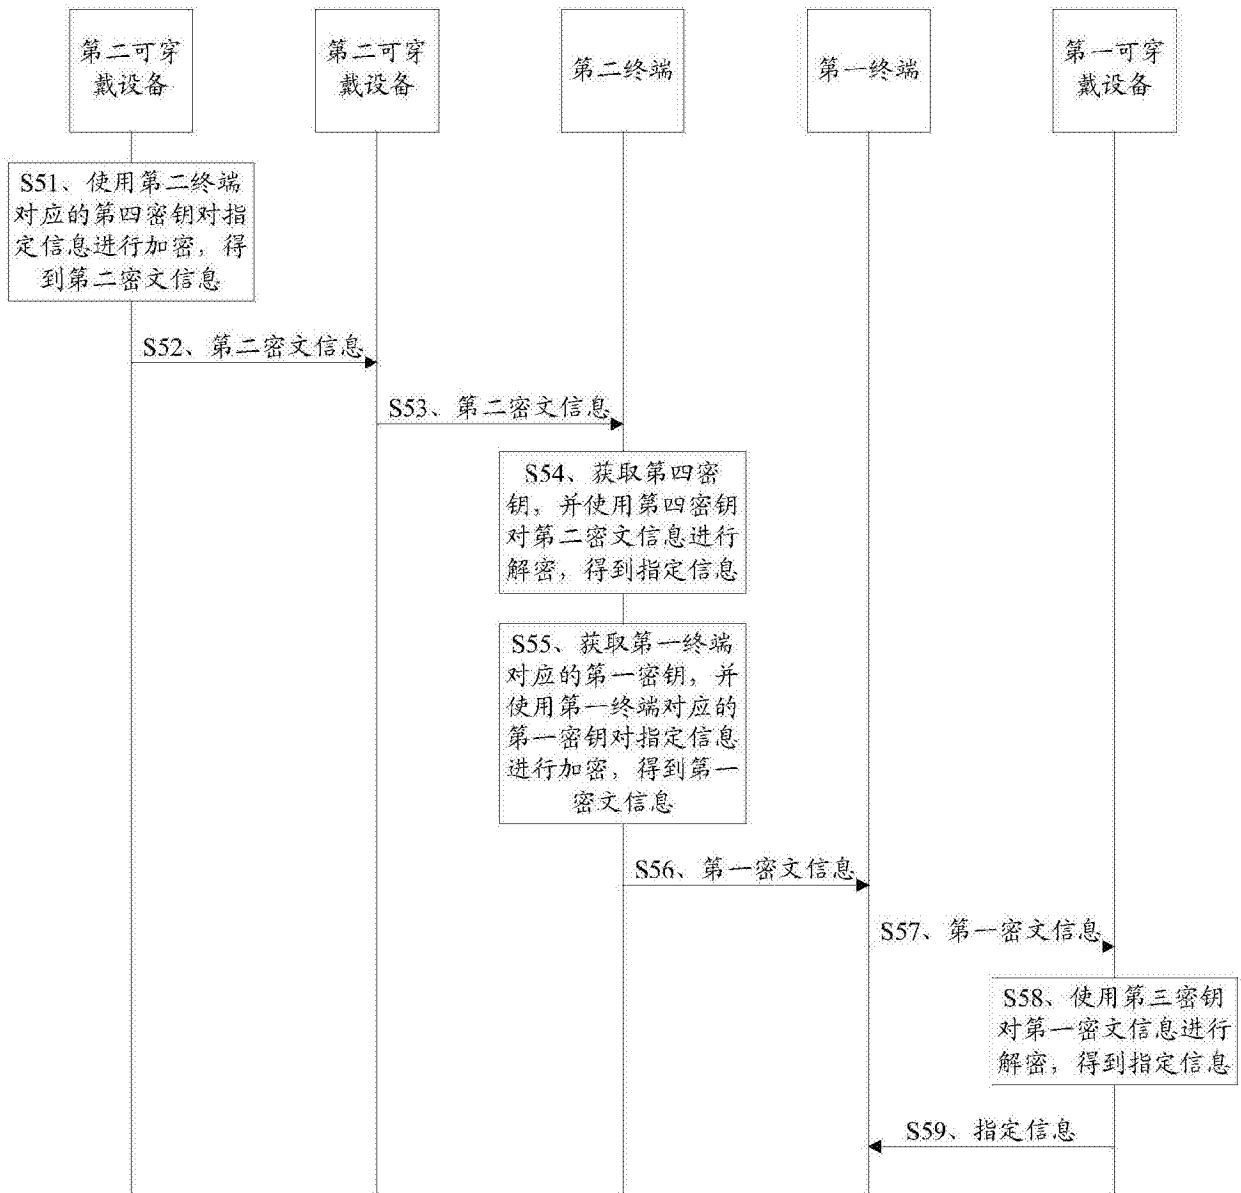 第二可穿
戴设备
第二可穿
戴设备
第二终端
第一终端
第一可穿
戴设备
S51、使用第二终端
对应的第四密钥对指
定信息进行加密，得
到第二密文信息
S52、第二密文信息
S53、第二密文信息
S54、获取第四密
钥，并使用第四密钥
对第二密文信息进行
解密，得到指定信息
S55、获取第一终端
对应的第一密钥，并
使用第一终端对应的
第一密钥对指定信息
进行加密，得到第一
密文信息
S56、第一密文信息
S57、第一密文信息
S58、使用第三密钥
对第一密文信息进行
解密，得到指定信息
S59、指定信息